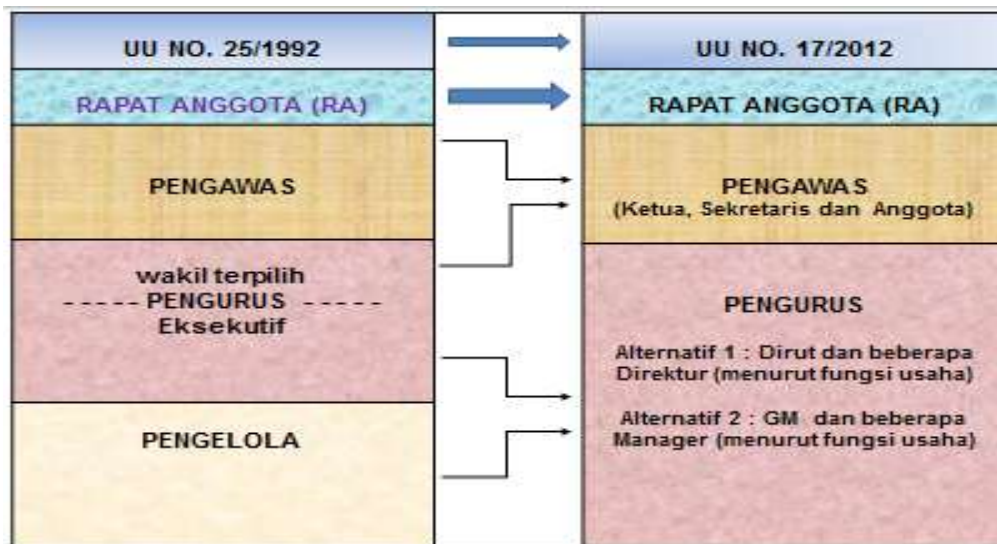 UU NO. 25/1992
RAPAT ANGGOTA (RA)
PENGAWAS
wakil terpilih
----- PENGURUS -----
Eksekutif
PENGELOLA
UU NO. 17/2012
RAPAT ANGGOTA (RA)
PENGAWAS
(Ketua, Sekretaris dan Anggota)
PENGURUS
Alternatif 1 : Dirut dan beberapa
Direktur (menurut fungsi usaha)
Alternatif 2 : GM dan beberapa
Manager (menurut fungsi usaha)